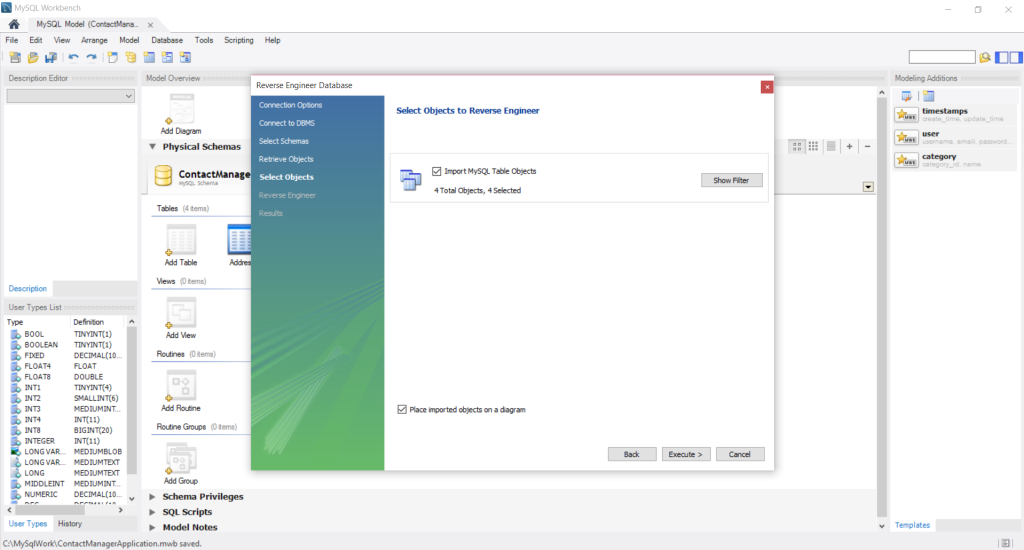 MySQL Workbench
MySQL Model (ContactMana..
File Edit View Arrange Model Database Tools Scripting Help
Description Editor
Description
User Types List
Type Definition
BOOL TINYINT(1)
BOOLEAN TINYINT(1)
FIXED DECIMAL(10...
FLOAT4 FLOAT
FLOAT8 DOUBLE
INT1 TINYINT(4)
INT2 SMALLINT(6)
INT3 MEDIUMINT...
INT4 INT(11)
INT8 BIGINT(20)
INTEGER INT(11)
LONG VAR... MEDIUMBLOB
LONG VAR... MEDIUMTEXT
LONG MEDIUMTEXT
MIDDLEINT MEDIUMINT...
NUMERIC DECIMAL(10...
User Types History
Model Overview
Add Diagram
Physical Schemas
ContactManage
MySQL Schema
Tables (4 items)
Add Table
Addres
Views (0 items)
Add View
Routines (0 items)
Add Routine
Routine Groups (0 items)
Add Group
Schema Privileges
SQL Scripts
Model Notes
Reverse Engineer Database
Connection Options
Connect to DBMS
Select Schemas
Retrieve Objects
Select Objects
Reverse Engineer
Results
Select Objects to Reverse Engineer
Import MySQL Table Objects
4 Total Objects, 4 Selected
Show Filter
Place imported objects on a diagram
Back Execute > Cancel
Modeling Additions
timestamps
create_time, update_time
user
username, email, password...
category
category_id, name
Templates
C:\MySqlWork\ContactManagerApplication.mwb saved.